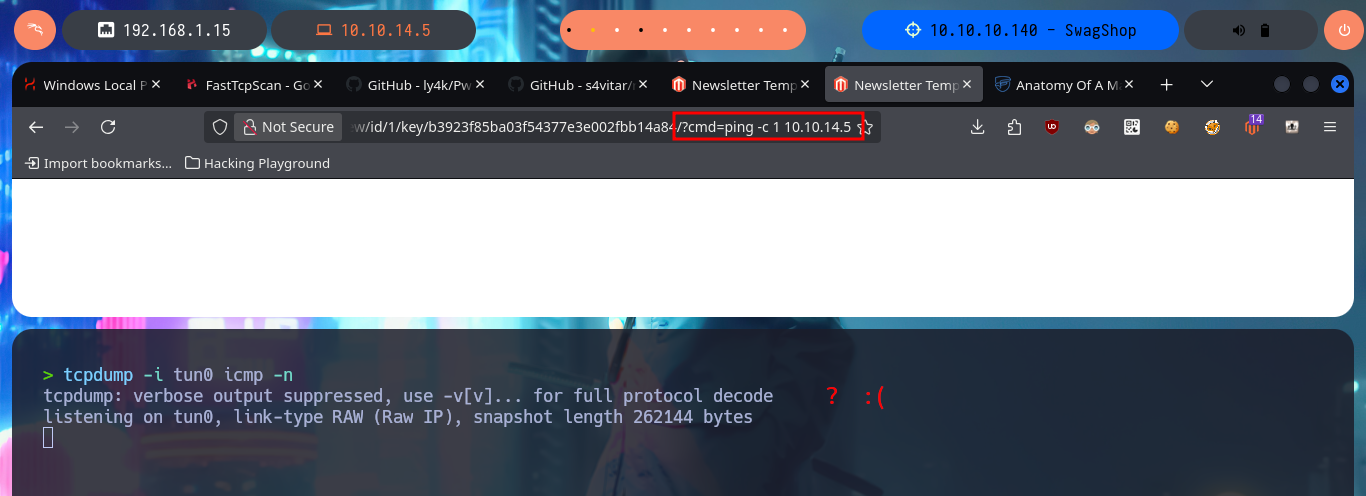 192.168.1.15
10.10.14.5
10.10.10.140 - SwagShop
Windows Local P
FastTcpScan - Go
GitHub - ly4k/Pw
GitHub - s4vitar/
Newsletter Temp
Newsletter Temp
Anatomy Of A M
Not Secure
w/id/1/key/b3923f85ba03f54377e3e002fbb14a84/?cmd=ping -c 1 10.10.14.5
14
Import bookmarks...
Hacking Playground
> tcpdump -i tun0 icmp -n
tcpdump: verbose output suppressed, use -v[v]... for full protocol decode
? :(
listening on tun0, link-type RAW (Raw IP), snapshot length 262144 bytes